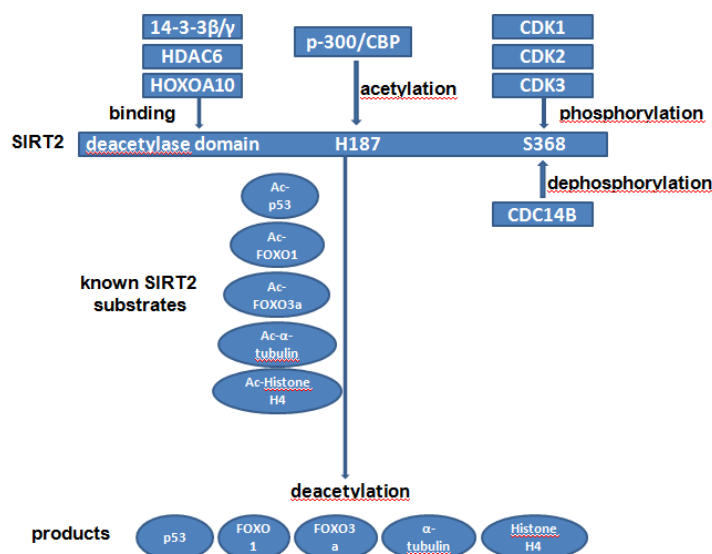 14-3-3β/γ
HDAC6
HOXOA10
p-300/CBP
CDK1
CDK2
CDK3
binding
acetylation
phosphorylation
SIRT2
deacetylase domain
H187
S368
dephosphorylation
CDC14B
Ac-
p53
Ac-
FOXO1
Ac-
FOXO3a
Ac-α-
tubulin
Ac-Histone
H4
known SIRT2
substrates
deacetylation
products
p53
FOXO
1
FOXO3
a
α-
tubulin
Histone
H4